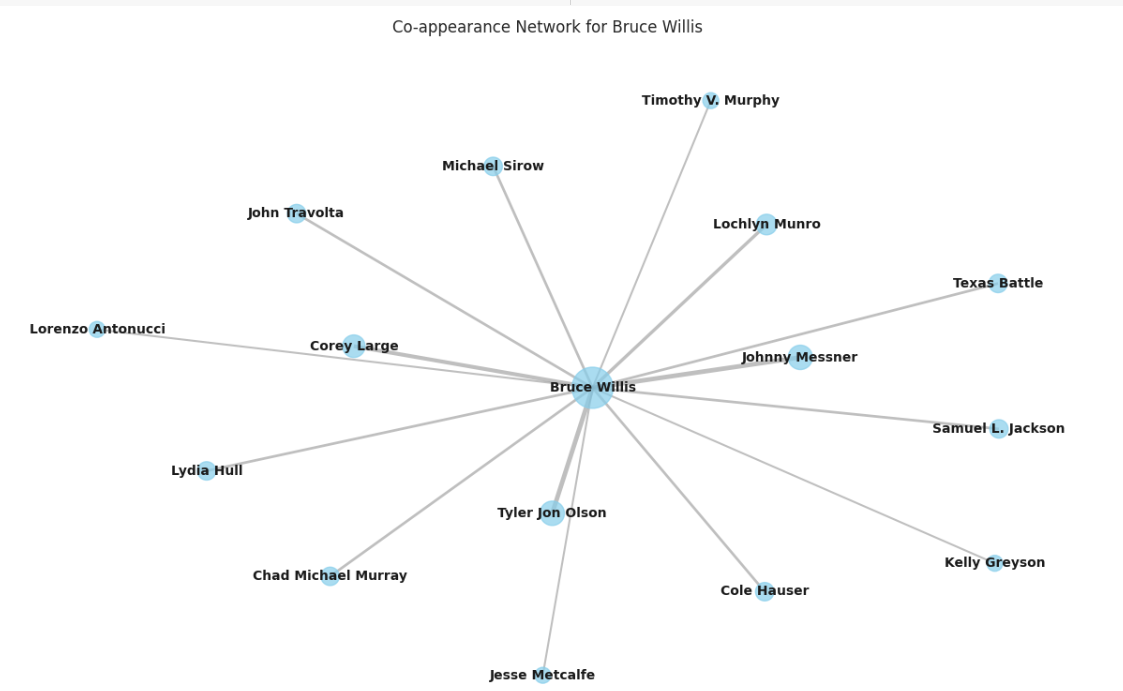 Co-appearance Network for Bruce Willis
Timothy V. Murphy
Michael Sirow
John Travolta
Lochlyn Munro
Texas Battle
Lorenzo Antonucci
Corey Large
Johnny Messner
Bruce Willis
Samuel L. Jackson
Lydia Hull
Tyler Jon Olson
Kelly Greyson
Chad Michael Murray
Cole Hauser
Jesse Metcalfe